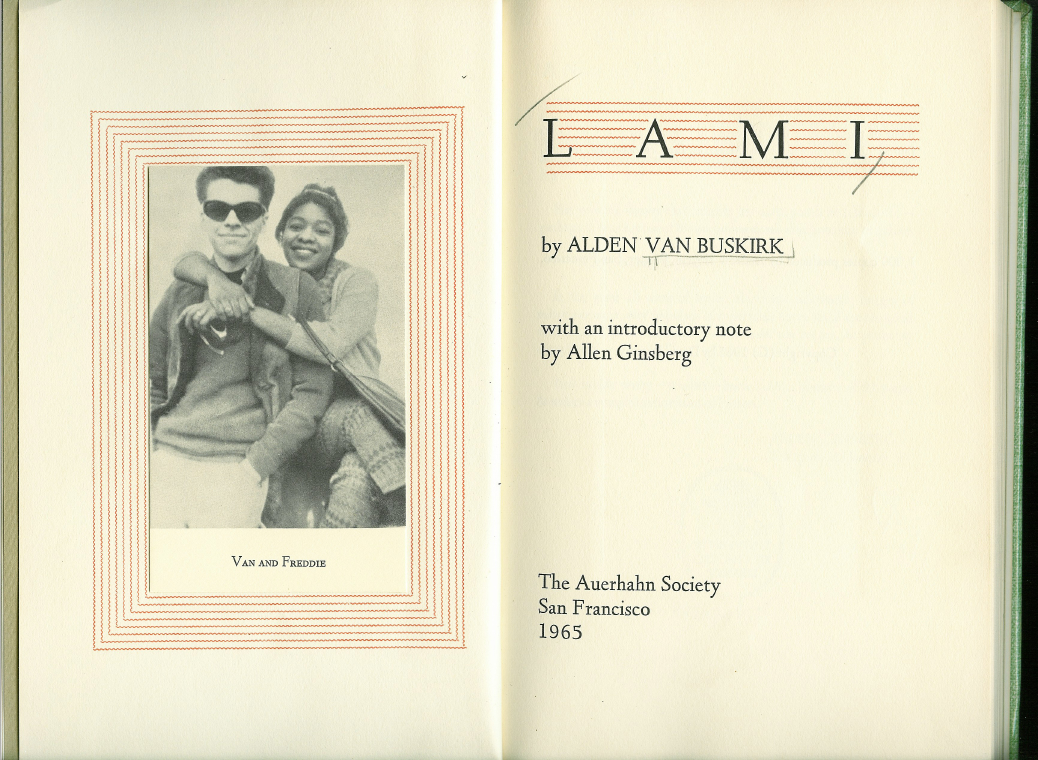 VAN AND FREDDIE
LAMI
by ALDEN VAN BUSKIRK
with an introductory note
by Allen Ginsberg
The Auerhahn Society
San Francisco
1965